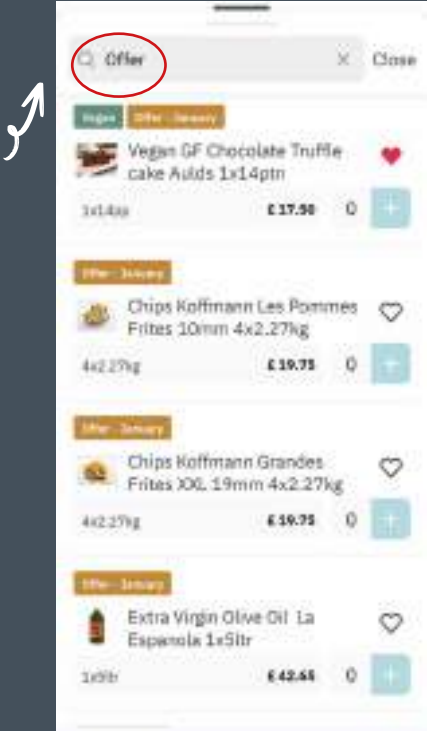 Offer
Close
Vegan Offer - January
Vegan GF Chocolate Truffle
cake Aulds 1x14ptn
£17.50 0
Offer - January
Chips Koffmann Les Pommes
Frites 10mm 4x2.27kg
4x2.27kg £19.75 0
Offer - January
Chips Koffmann Grandes
Frites XXL 19mm 4x2.27kg
4x2.27kg £19.75 0
Offer - January
Extra Virgin Olive Oil La
Espanola 1x5ltr
1x5ltr £42.65 0